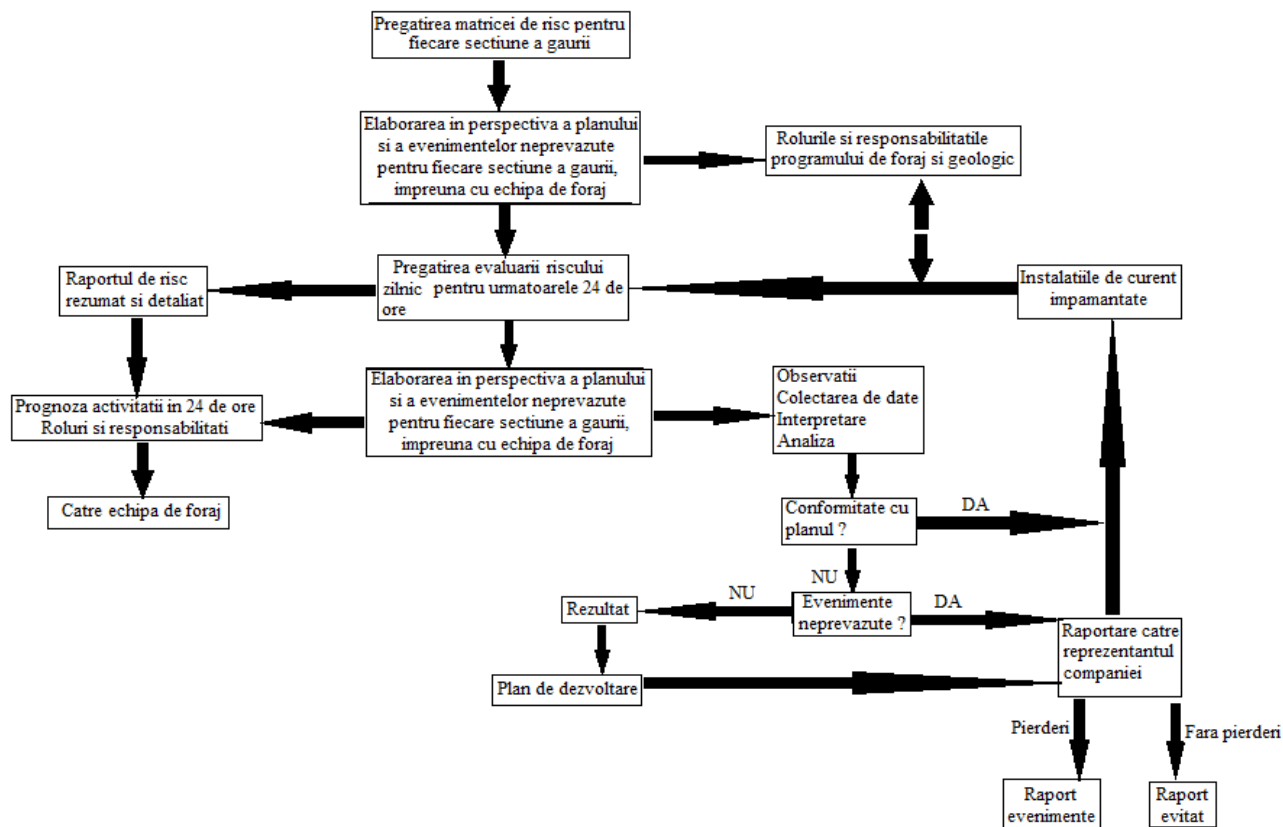 Pregatirea matricei de risc pentru
fiecare sectiune a gaurii
Elaborarea in perspectiva a planului
si a evenimentelor neprevazute
pentru fiecare sectiune a gaurii,
impreuna cu echipa de foraj
Rolurile si responsabilitatile
programului de foraj si geologic
Raportul de risc
rezumat si detaliat
Pregatirea evaluarii riscului
zilnic pentru urmatoarele 24 de
ore
Instalatiile de curent
impamantate
Prognoza activitatii in 24 de ore
Roluri si responsabilitati
Elaborarea in perspectiva a planului
si a evenimentelor neprevazute
pentru fiecare sectiune a gaurii,
impreuna cu echipa de foraj
Observatii
Colectarea de date
Interpretare
Analiza
Catre echipa de foraj
Conformitate cu
planul ?
DA
NU
NU
Evenimente
neprevazute ?
DA
Rezultat
Raportare catre
reprezentantul
companiei
Plan de dezvoltare
Pierderi
Fara pierderi
Raport
evenimente
Raport
evitat